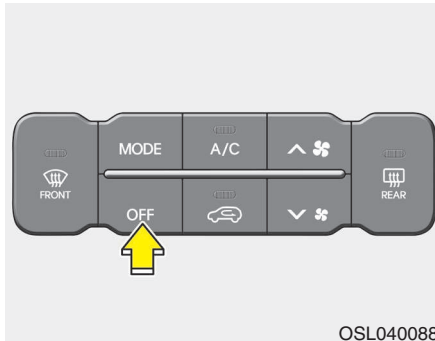 MODE
A/C
FRONT
REAR
OFF
OSL040088